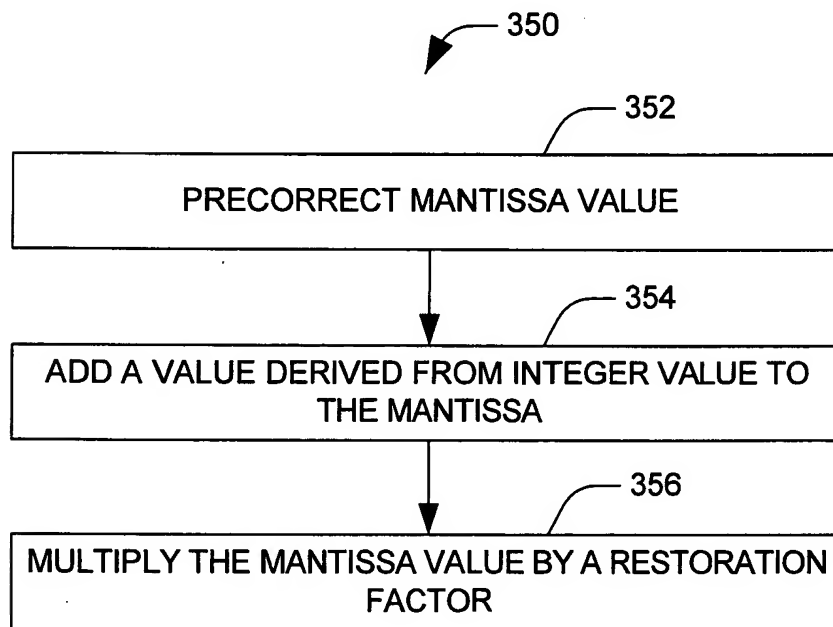 350
352
PRECORRECT MANTISSA VALUE
354
ADD A VALUE DERIVED FROM INTEGER VALUE TO
THE MANTISSA
356
MULTIPLY THE MANTISSA VALUE BY A RESTORATION
FACTOR